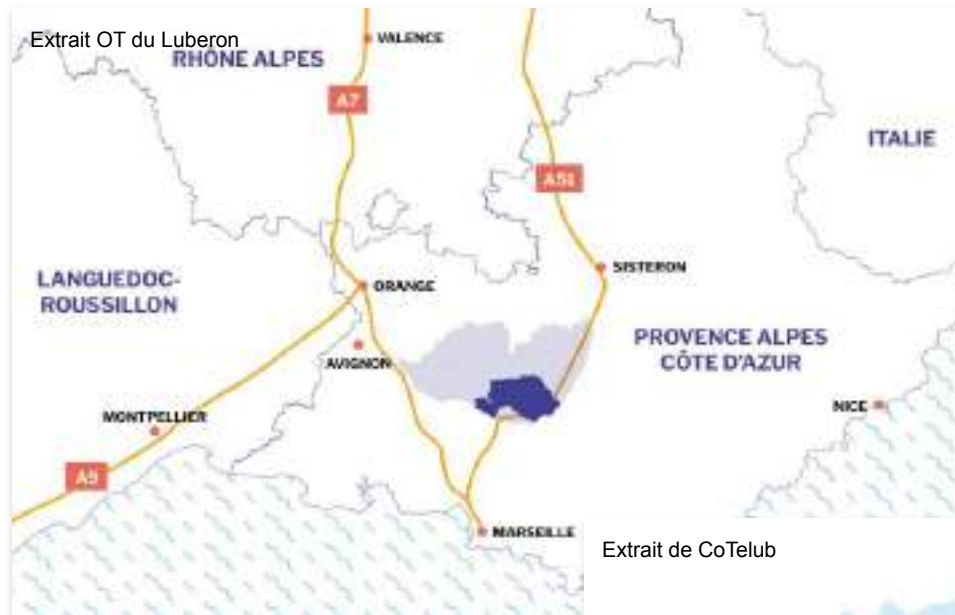 Extrait OT du Luberon
VALENCE
RHÔNE ALPES
A7
ITALIE
A51
SISTERON
LANGUEDOC-
ROUSSILLON
ORANGE
PROVENCE ALPES
CÔTE D'AZUR
AVIGNON
NICE
MONTPELLIER
A9
MARSEILLE
Extrait de CoTelub